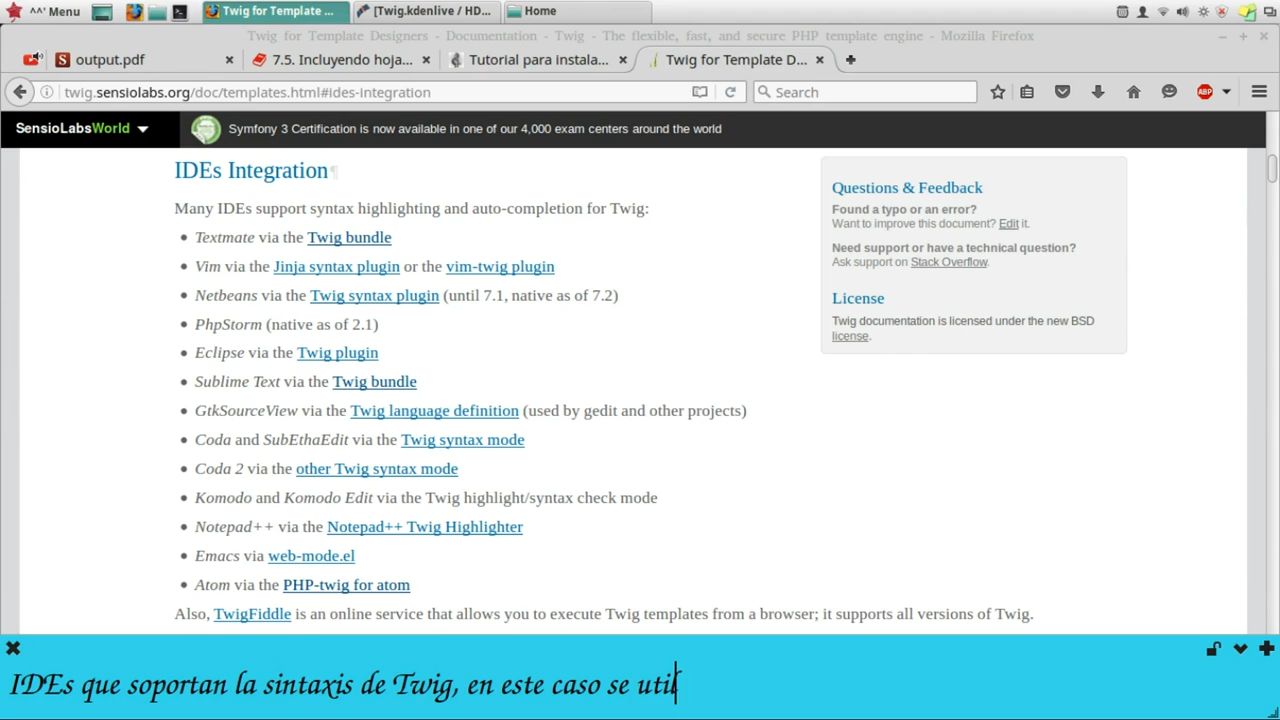 ^^' Menu
Twig for Template ...
[Twig.kdenlive / HD...
Home
Twig for Template Designers - Documentation - Twig - The flexible, fast, and secure PHP template engine - Mozilla Firefox
output.pdf
7.5. Incluyendo hoja...
Tutorial para instala...
Twig for Template D...
twig.sensiolabs.org/doc/templates.html#ides-integration
Search
ABP
SensioLabsWorld
Symfony 3 Certification is now available in one of our 4,000 exam centers around the world
IDEs Integration¶
Many IDEs support syntax highlighting and auto-completion for Twig:
Textmate via the Twig bundle
Vim via the Jinja syntax plugin or the vim-twig plugin
Netbeans via the Twig syntax plugin (until 7.1, native as of 7.2)
PhpStorm (native as of 2.1)
Eclipse via the Twig plugin
Sublime Text via the Twig bundle
GtkSourceView via the Twig language definition (used by gedit and other projects)
Coda and SubEthaEdit via the Twig syntax mode
Coda 2 via the other Twig syntax mode
Komodo and Komodo Edit via the Twig highlight/syntax check mode
Notepad++ via the Notepad++ Twig Highlighter
Emacs via web-mode.el
Atom via the PHP-twig for atom
Also, TwigFiddle is an online service that allows you to execute Twig templates from a browser; it supports all versions of Twig.
Questions & Feedback
Found a typo or an error?
Want to improve this document? Edit it.
Need support or have a technical question?
Ask support on Stack Overflow.
License
Twig documentation is licensed under the new BSD
license.
IDEs que soportan la sintaxis de Twig, en este caso se util